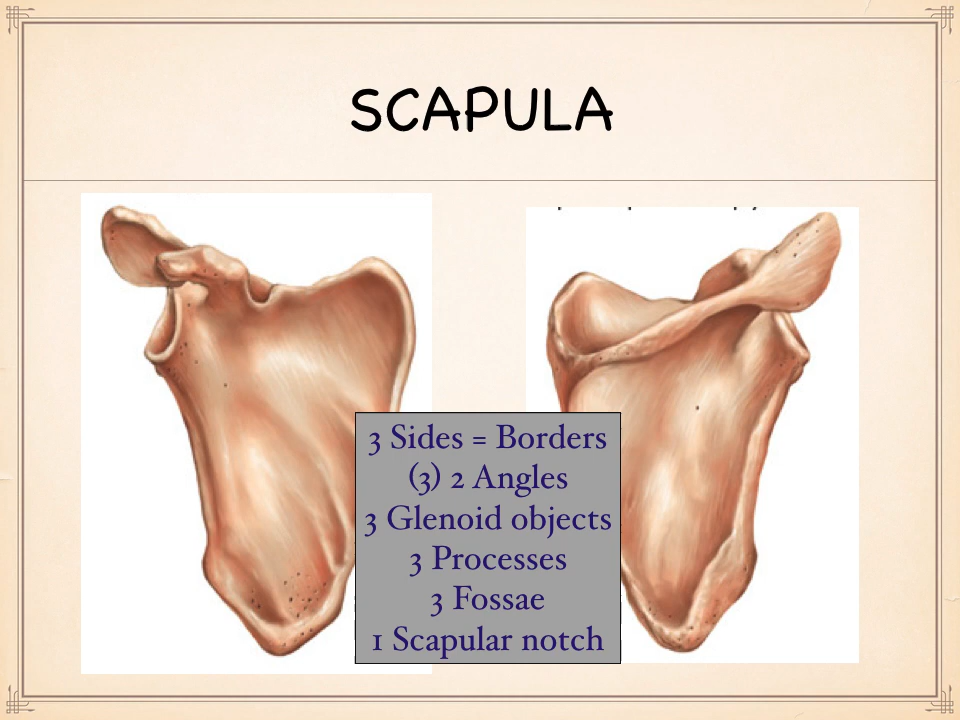 SCAPULA
3 Sides = Borders
(3) 2 Angles
3 Glenoid objects
3 Processes
3 Fossae
1 Scapular notch